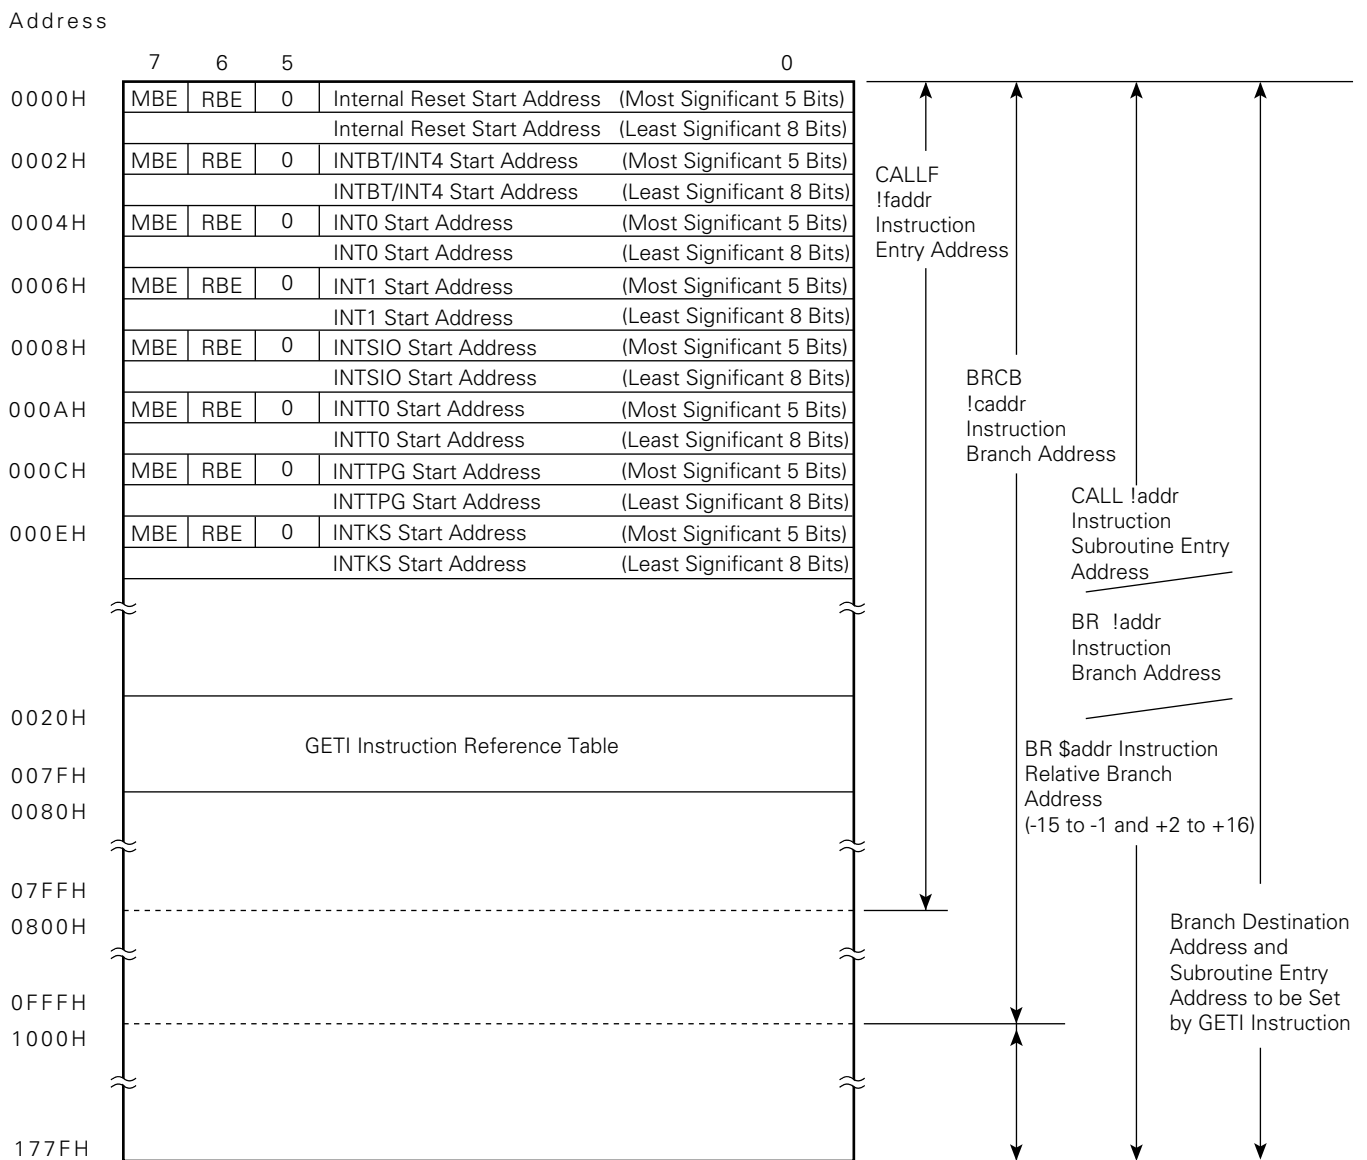 Address
7 6 5 0
0000H MBE RBE 0 Internal Reset Start Address (Most Significant 5 Bits)
Internal Reset Start Address (Least Significant 8 Bits)
0002H MBE RBE 0 INTBT/INT4 Start Address (Most Significant 5 Bits)
INTBT/INT4 Start Address (Least Significant 8 Bits)
0004H MBE RBE 0 INT0 Start Address (Most Significant 5 Bits)
INT0 Start Address (Least Significant 8 Bits)
0006H MBE RBE 0 INT1 Start Address (Most Significant 5 Bits)
INT1 Start Address (Least Significant 8 Bits)
0008H MBE RBE 0 INTSIO Start Address (Most Significant 5 Bits)
INTSIO Start Address (Least Significant 8 Bits)
000AH MBE RBE 0 INTT0 Start Address (Most Significant 5 Bits)
INTT0 Start Address (Least Significant 8 Bits)
000CH MBE RBE 0 INTTPG Start Address (Most Significant 5 Bits)
INTTPG Start Address (Least Significant 8 Bits)
000EH MBE RBE 0 INTKS Start Address (Most Significant 5 Bits)
INTKS Start Address (Least Significant 8 Bits)
0020H
GETI Instruction Reference Table
007FH
0080H
07FFH
0800H
0FFFH
1000H
177FH
CALLF
!faddr
Instruction
Entry Address
BRCB
!caddr
Instruction
Branch Address
CALL !addr
Instruction
Subroutine Entry
Address
BR !addr
Instruction
Branch Address
BR $addr Instruction
Relative Branch
Address
(-15 to -1 and +2 to +16)
Branch Destination
Address and
Subroutine Entry
Address to be Set
by GETI Instruction